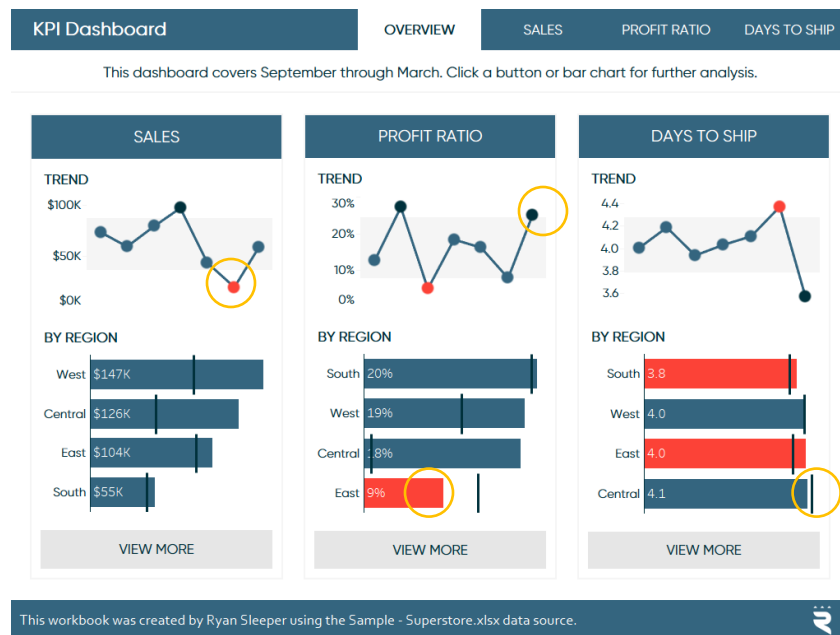 KPI Dashboard
OVERVIEW
SALES
PROFIT RATIO
DAYS TO SHIP
This dashboard covers September through March. Click a button or bar chart for further analysis.
SALES
TREND
$100K
$50K
$0K
BY REGION
West $147K
Central $126K
East $104K
South $55K
VIEW MORE
PROFIT RATIO
TREND
30%
20%
10%
0%
BY REGION
South 20%
West 19%
Central 18%
East 9%
VIEW MORE
DAYS TO SHIP
TREND
4.4
4.2
4.0
3.8
3.6
BY REGION
South 3.8
West 4.0
East 4.0
Central 4.1
VIEW MORE
This workbook was created by Ryan Sleeper using the Sample - Superstore.xlsx data source.